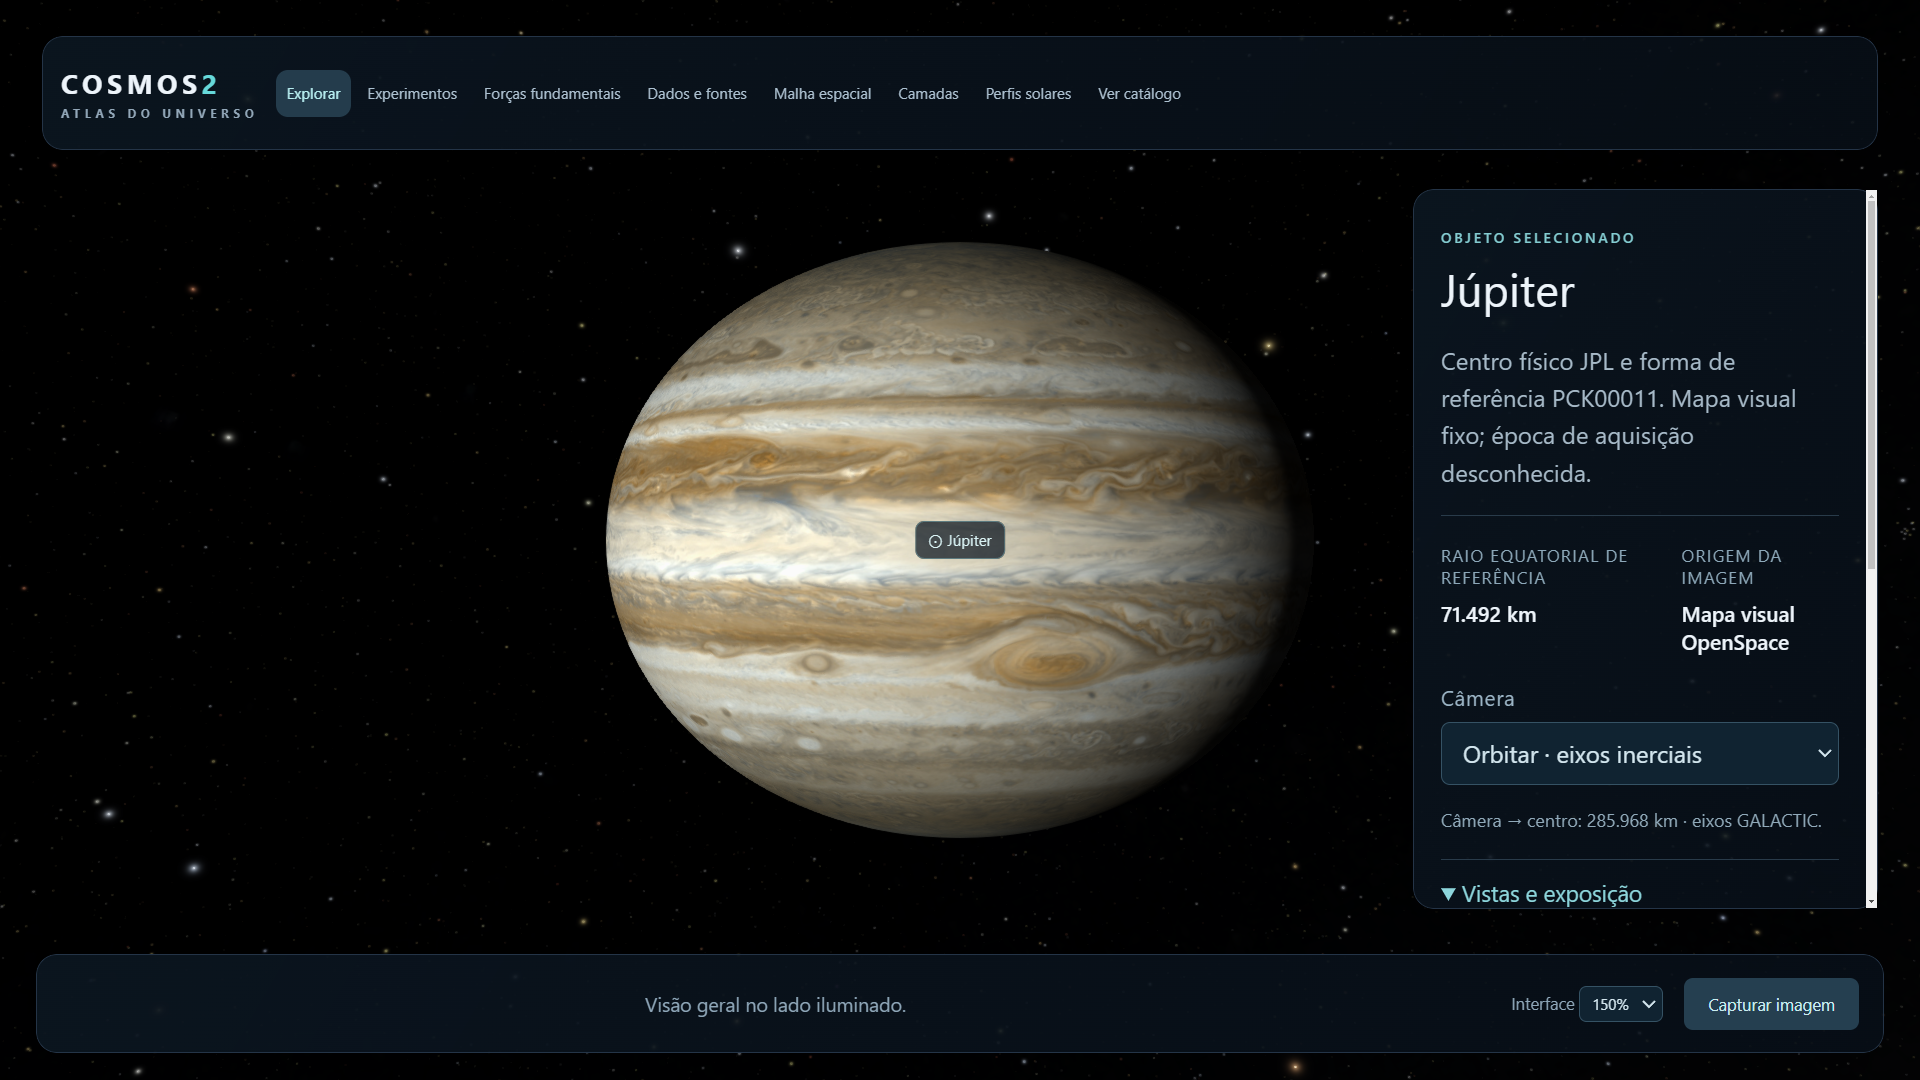 COSMOS2
ATLAS DO UNIVERSO
Explorar
Experimentos
Forças fundamentais
Dados e fontes
Malha espacial
Camadas
Perfis solares
Ver catálogo
Júpiter
OBJETO SELECIONADO
Júpiter
Centro físico JPL e forma de
referência PCK00011. Mapa visual
fixo; época de aquisição
desconhecida.
RAIO EQUATORIAL DE
REFERÊNCIA
71.492 km
ORIGEM DA
IMAGEM
Mapa visual
OpenSpace
Câmera
Orbitar · eixos inerciais
Câmera → centro: 285.968 km · eixos GALACTIC.
▼ Vistas e exposição
Visão geral no lado iluminado.
Interface
150%
Capturar imagem